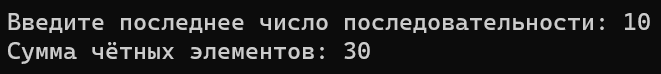 Введите последнее число последовательности: 10
Сумма чётных элементов: 30